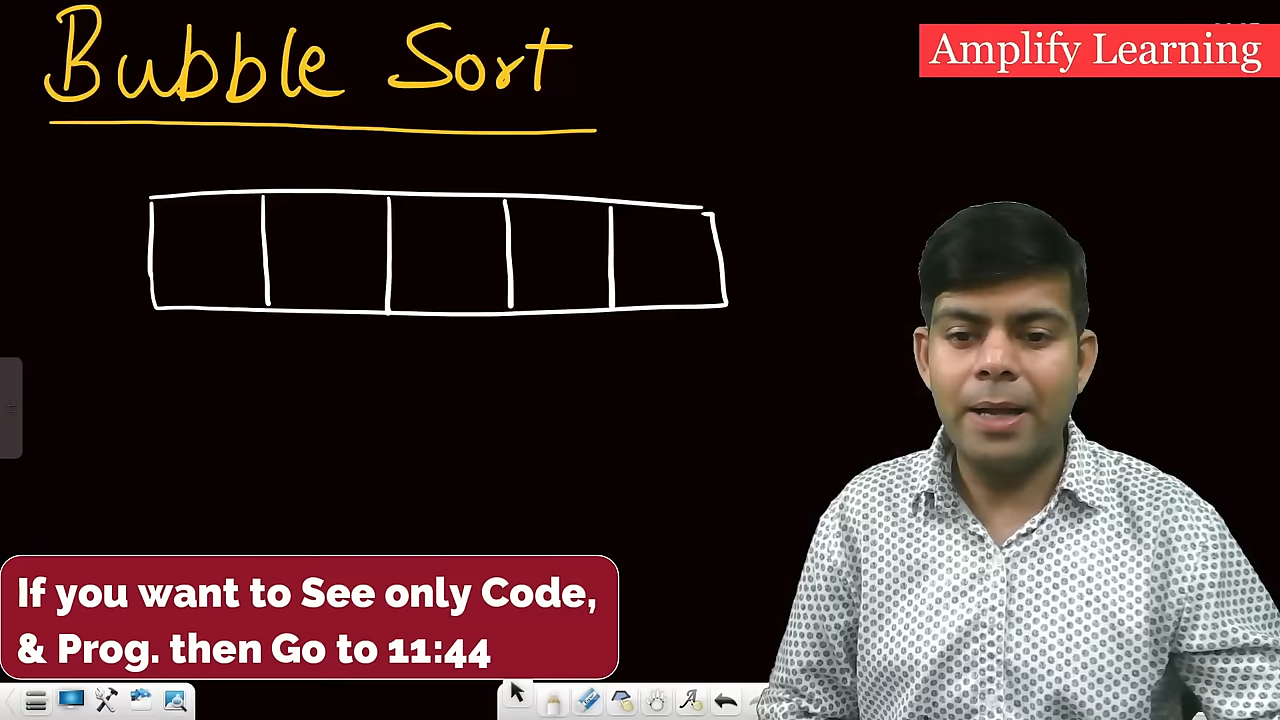 Bubble Sort
Amplify Learning
If you want to See only Code,
& Prog. then Go to 11:44